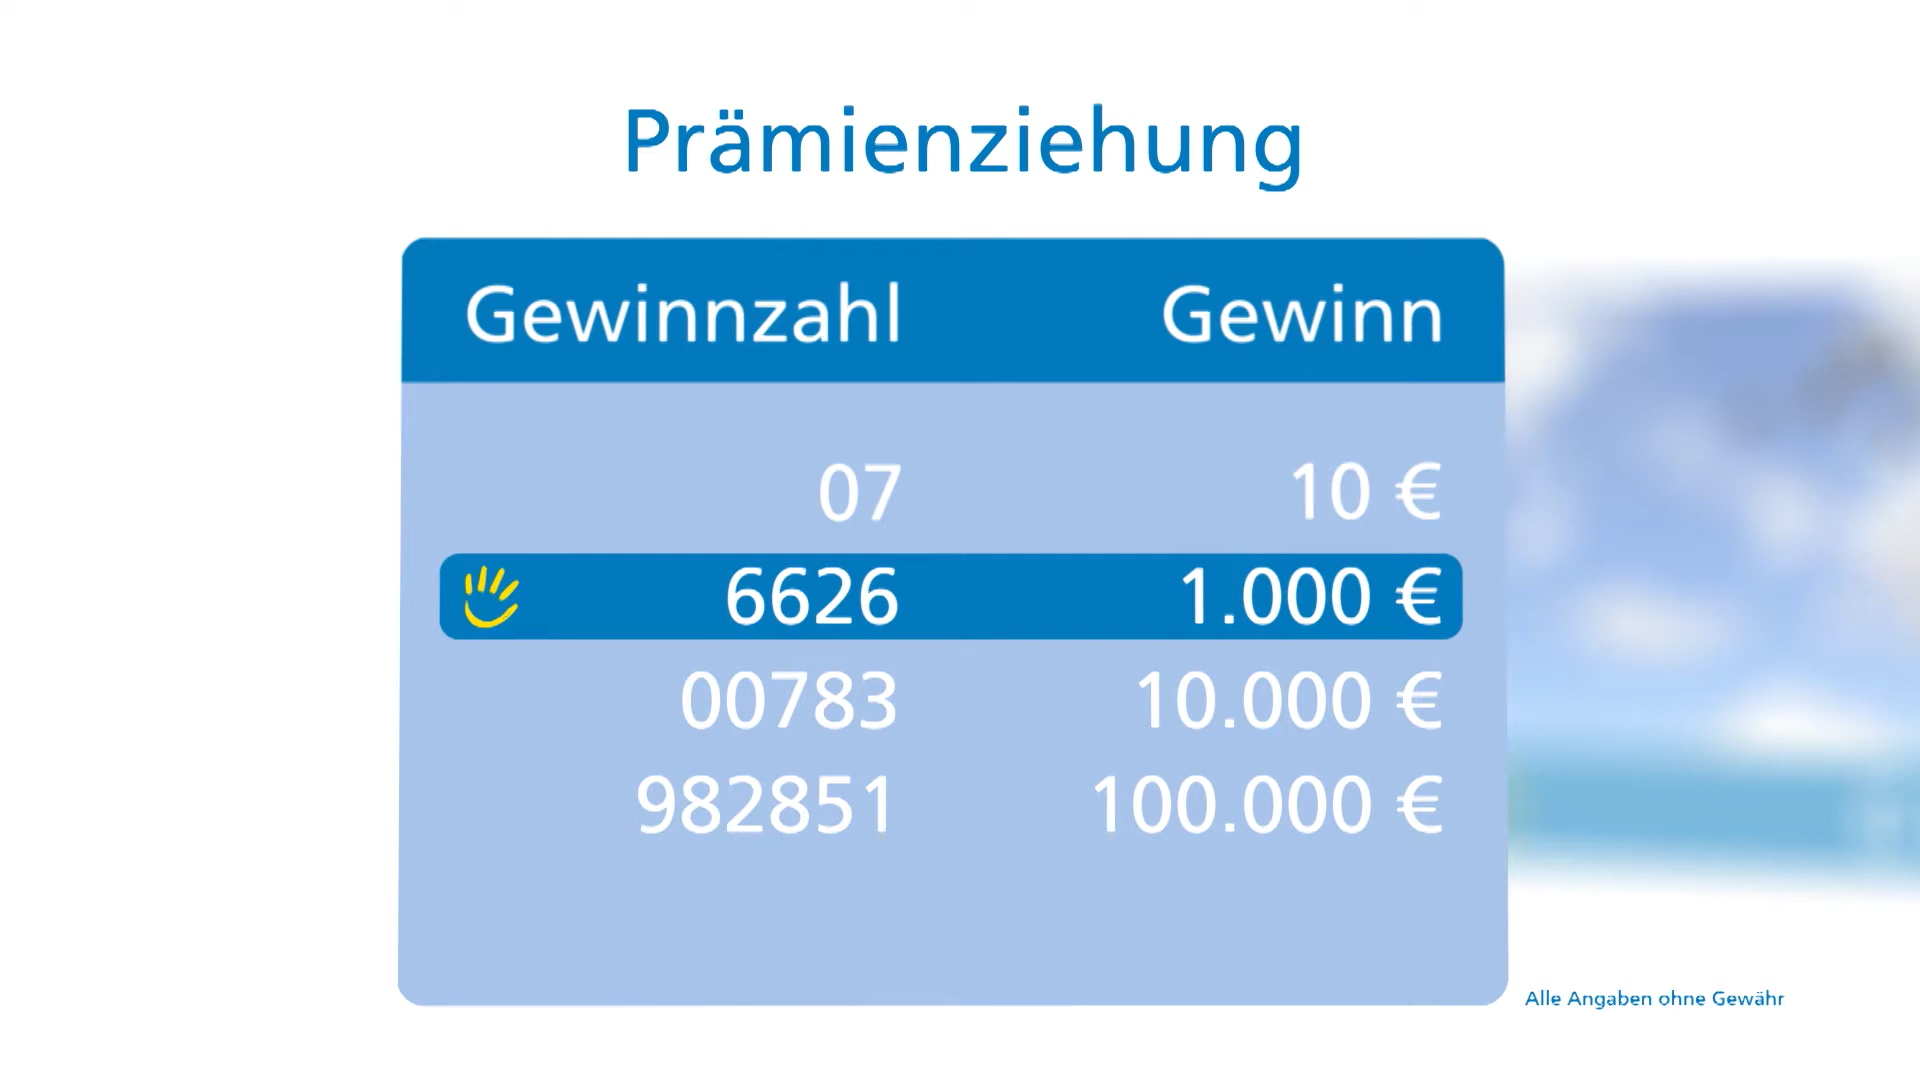 Prämienziehung
Gewinnzahl Gewinn
07 10 €
6626 1.000 €
00783 10.000 €
982851 100.000 €
Alle Angaben ohne Gewähr